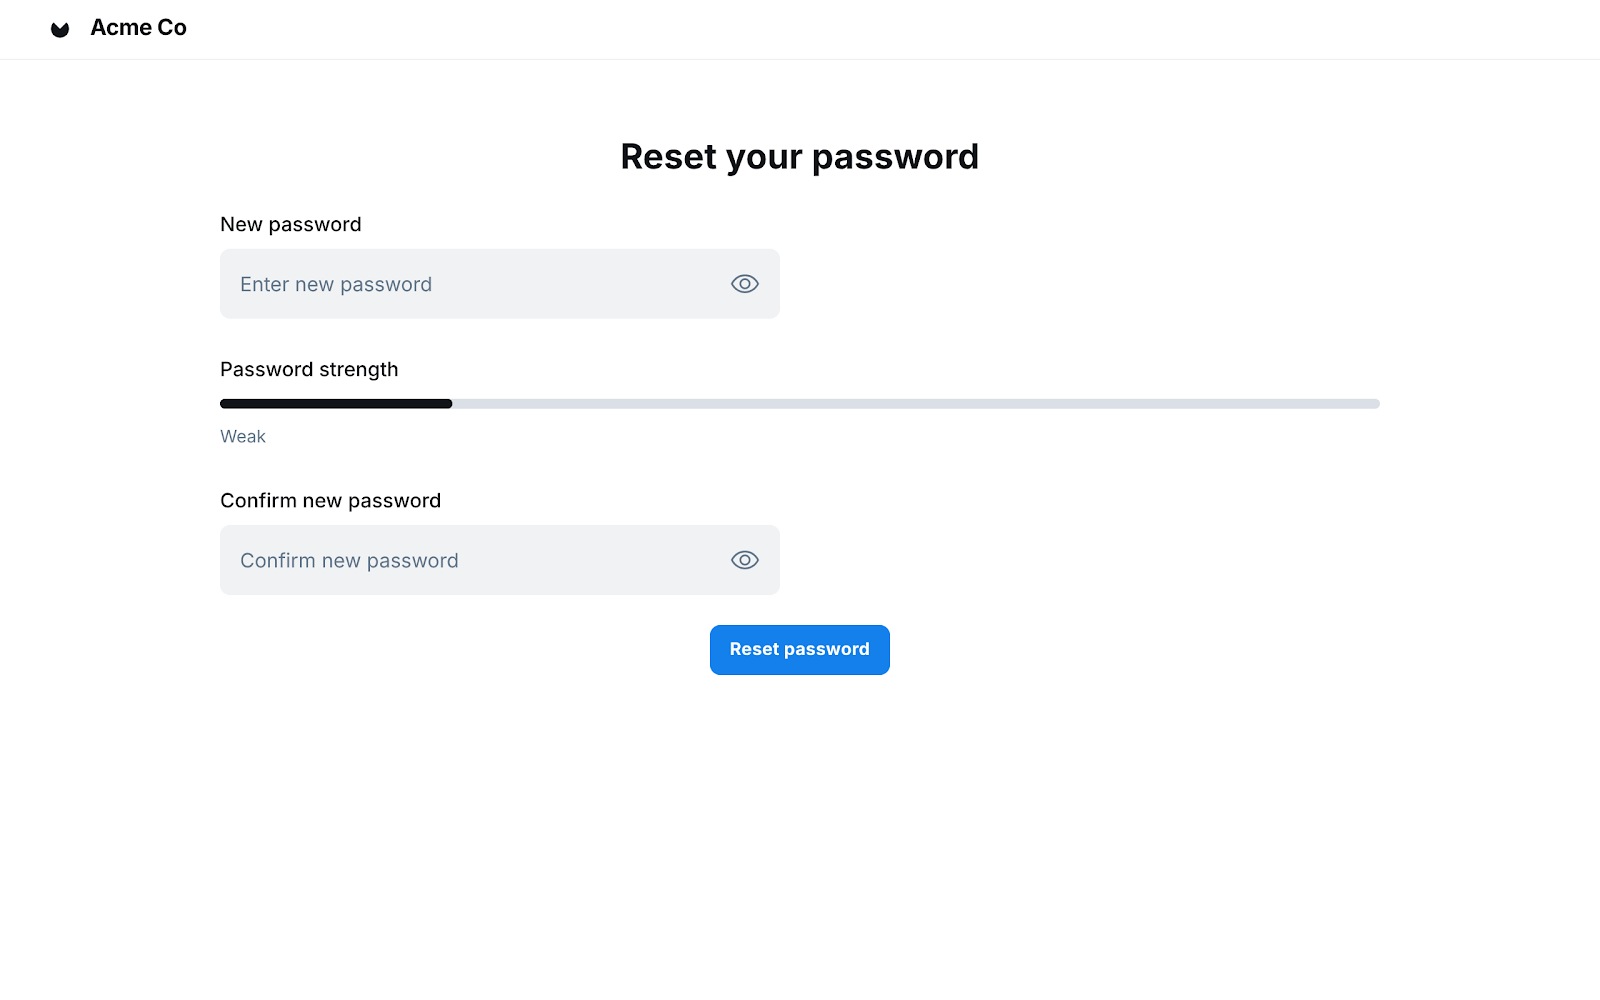 Acme Co
Reset your password
New password
Enter new password
Password strength
Weak
Confirm new password
Confirm new password
Reset password